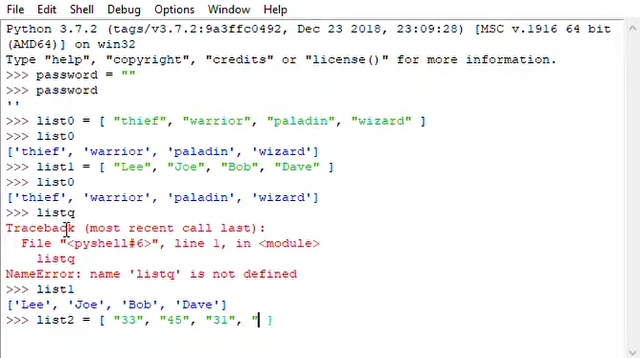 File Edit Shell Debug Options Window Help
Python 3.7.2 (tags/v3.7.2:9a3ffc0492, Dec 23 2018, 23:09:28) [MSC v.1916 64 bit
(AMD64)] on win32
Type "help", "copyright", "credits" or "license()" for more information.
>>> password = ""
>>> password
''
>>> list0 = [ "thief", "warrior", "paladin", "wizard" ]
>>> list0
['thief', 'warrior', 'paladin', 'wizard']
>>> list1 = [ "Lee", "Joe", "Bob", "Dave" ]
>>> list0
['thief', 'warrior', 'paladin', 'wizard']
>>> listq
Traceback (most recent call last):
  File "<pyshell#6>", line 1, in <module>
    listq
NameError: name 'listq' is not defined
>>> list1
['Lee', 'Joe', 'Bob', 'Dave']
>>> list2 = [ "33", "45", "31", " ]